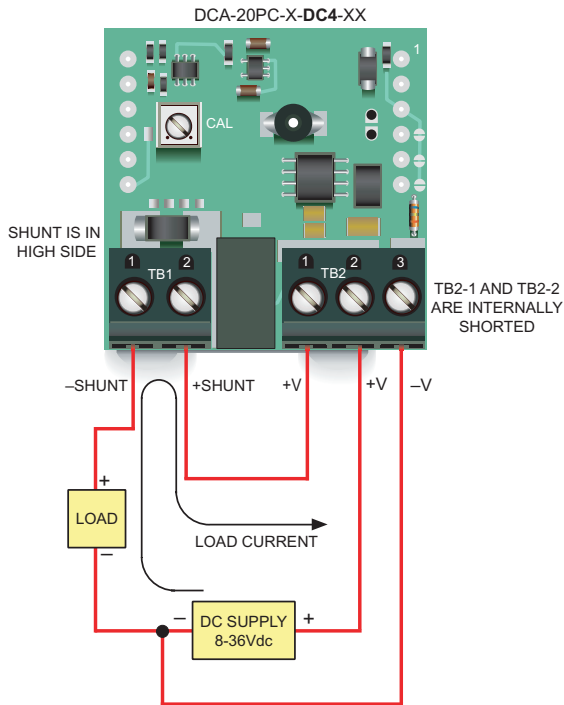 DCA-20PC-X-DC4-XX
1
CAL
SHUNT IS IN
HIGH SIDE
1 2
TB1
1 2 3
TB2
TB2-1 AND TB2-2
ARE INTERNALLY
SHORTED
–SHUNT +SHUNT +V +V –V
+
LOAD
–
LOAD CURRENT
– DC SUPPLY +
8-36Vdc